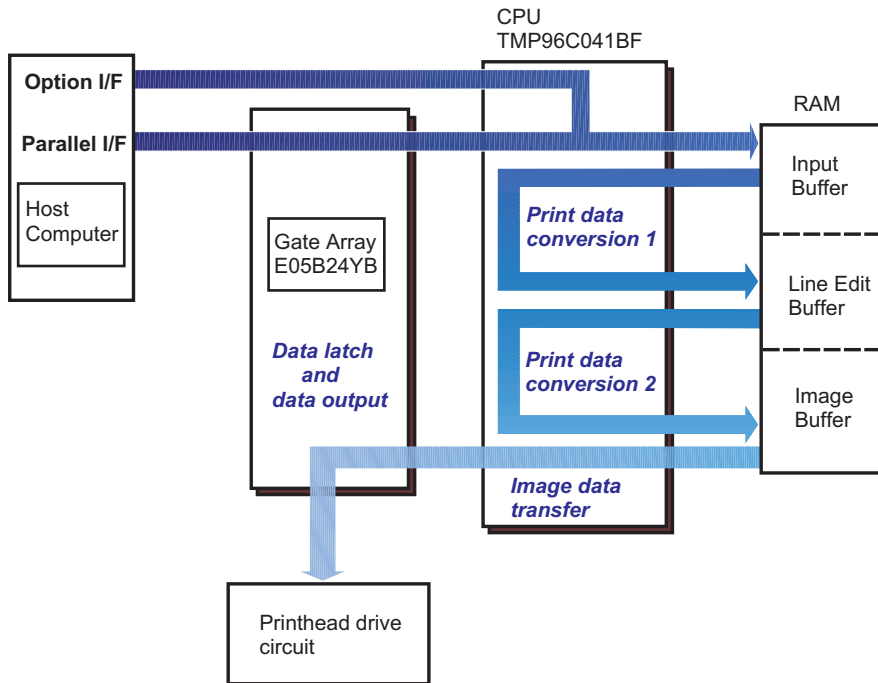 CPU
TMP96C041BF
Option I/F
Parallel I/F
Host
Computer
Gate Array
E05B24YB
Data latch
and
data output
Print data
conversion 1
Print data
conversion 2
Image data
transfer
RAM
Input
Buffer
Line Edit
Buffer
Image
Buffer
Printhead drive
circuit